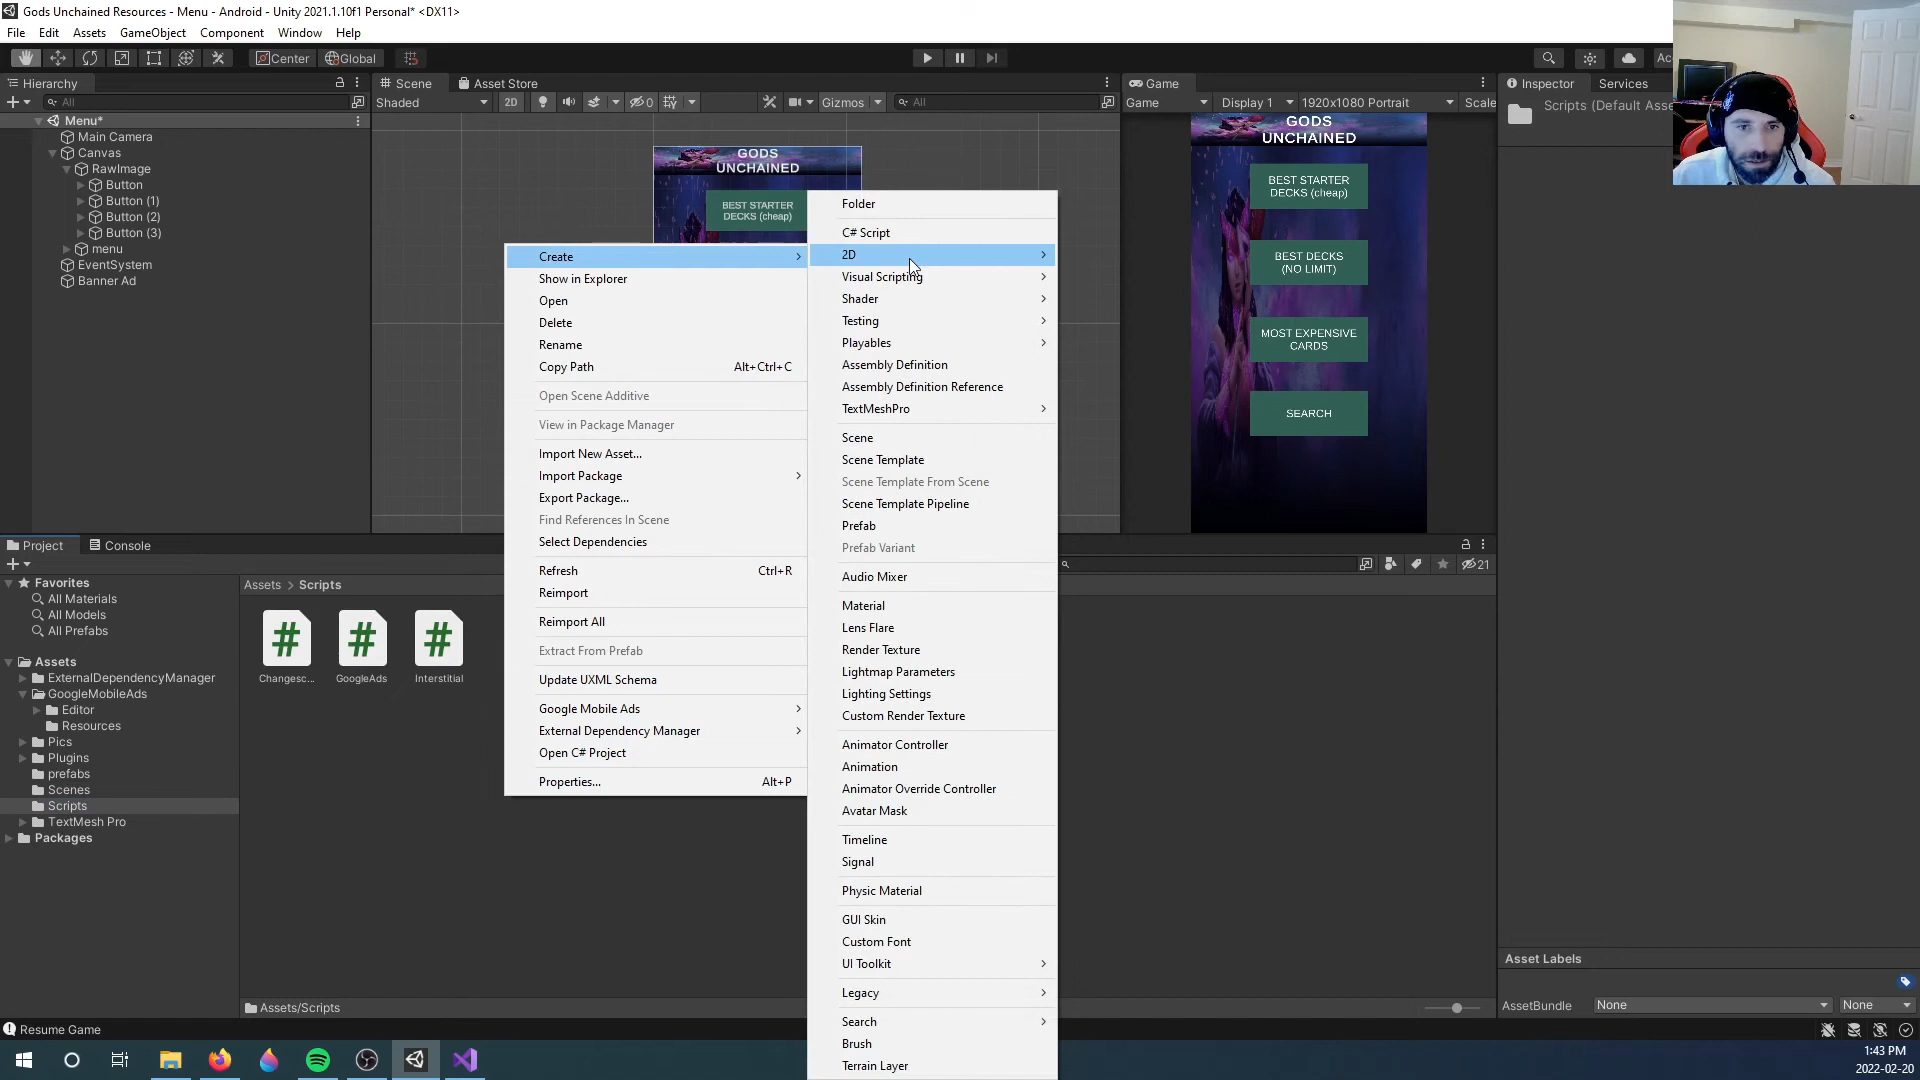 Gods Unchained Resources - Menu - Android - Unity 2021.1.10f1 Personal* <DX11>
File Edit Assets GameObject Component Window Help
Center Global
Hierarchy
Scene Asset Store
Game
Inspector Services
All
Shaded 2D 0 Gizmos All
Game Display 1 1920x1080 Portrait Scale
Scripts (Default Asse
Menu*
Main Camera
Canvas
RawImage
Button
Button (1)
Button (2)
Button (3)
menu
EventSystem
Banner Ad
GODS
UNCHAINED
BEST STARTER
DECKS (cheap)
GODS
UNCHAINED
BEST STARTER
DECKS (cheap)
BEST DECKS
(NO LIMIT)
MOST EXPENSIVE
CARDS
SEARCH
Create
Show in Explorer
Open
Delete
Rename
Copy Path Alt+Ctrl+C
Open Scene Additive
View in Package Manager
Import New Asset...
Import Package
Export Package...
Find References In Scene
Select Dependencies
Refresh Ctrl+R
Reimport
Reimport All
Extract From Prefab
Update UXML Schema
Google Mobile Ads
External Dependency Manager
Open C# Project
Properties... Alt+P
Folder
C# Script
2D
Visual Scripting
Shader
Testing
Playables
Assembly Definition
Assembly Definition Reference
TextMeshPro
Scene
Scene Template
Scene Template From Scene
Scene Template Pipeline
Prefab
Prefab Variant
Audio Mixer
Material
Lens Flare
Render Texture
Lightmap Parameters
Lighting Settings
Custom Render Texture
Animator Controller
Animation
Animator Override Controller
Avatar Mask
Timeline
Signal
Physic Material
GUI Skin
Custom Font
UI Toolkit
Legacy
Search
Brush
Terrain Layer
Project Console
21
Favorites
All Materials
All Models
All Prefabs
Assets
ExternalDependencyManager
GoogleMobileAds
Editor
Resources
Pics
Plugins
prefabs
Scenes
Scripts
TextMesh Pro
Packages
Assets > Scripts
Changesc...
GoogleAds
Interstitial
Assets/Scripts
Asset Labels
AssetBundle None None
Resume Game
1:43 PM
2022-02-20